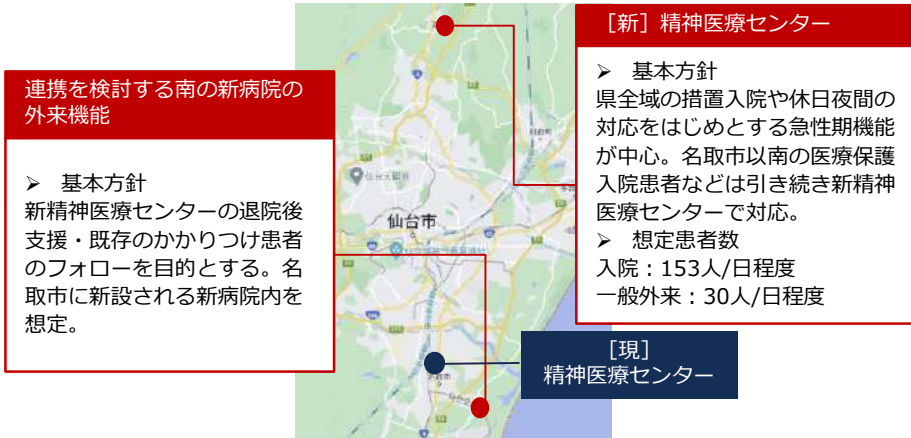 連携を検討する南の新病院の
外来機能
➢ 基本方針
新精神医療センターの退院後
支援・既存のかかりつけ患者
のフォローを目的とする。名
取市に新設される新病院内を
想定。
仙台市
［新］精神医療センター
➢ 基本方針
県全域の措置入院や休日夜間の
対応をはじめとする急性期機能
が中心。名取市以南の医療保護
入院患者などは引き続き新精神
医療センターで対応。
➢ 想定患者数
入院：153人/日程度
一般外来：30人/日程度
［現］
精神医療センター